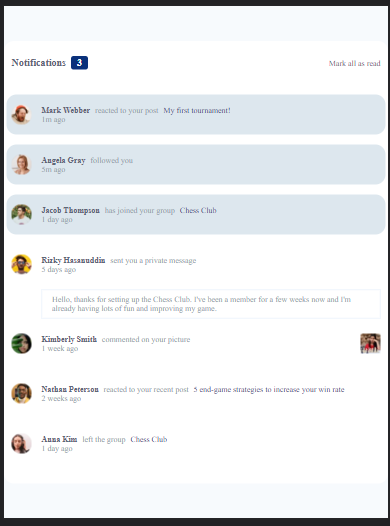 Notifications 3
Mark all as read
Mark Webber reacted to your post My first tournament!
1m ago
Angela Gray followed you
5m ago
Jacob Thompson has joined your group Chess Club
1 day ago
Rizky Hasanuddin sent you a private message
5 days ago
Hello, thanks for setting up the Chess Club. I've been a member for a few weeks now and I'm
already having lots of fun and improving my game.
Kimberly Smith commented on your picture
1 week ago
Nathan Peterson reacted to your recent post 5 end-game strategies to increase your win rate
2 weeks ago
Anna Kim left the group Chess Club
1 day ago